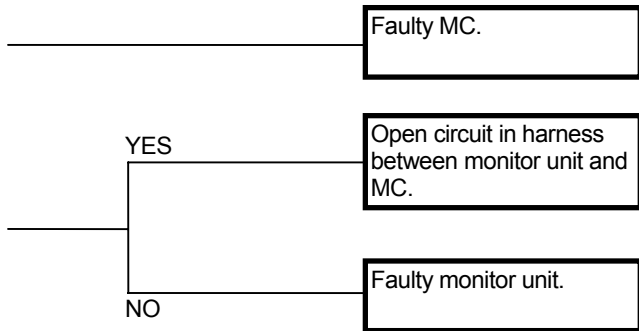 Faulty MC.
YES
Open circuit in harness
between monitor unit and
MC.
Faulty monitor unit.
NO